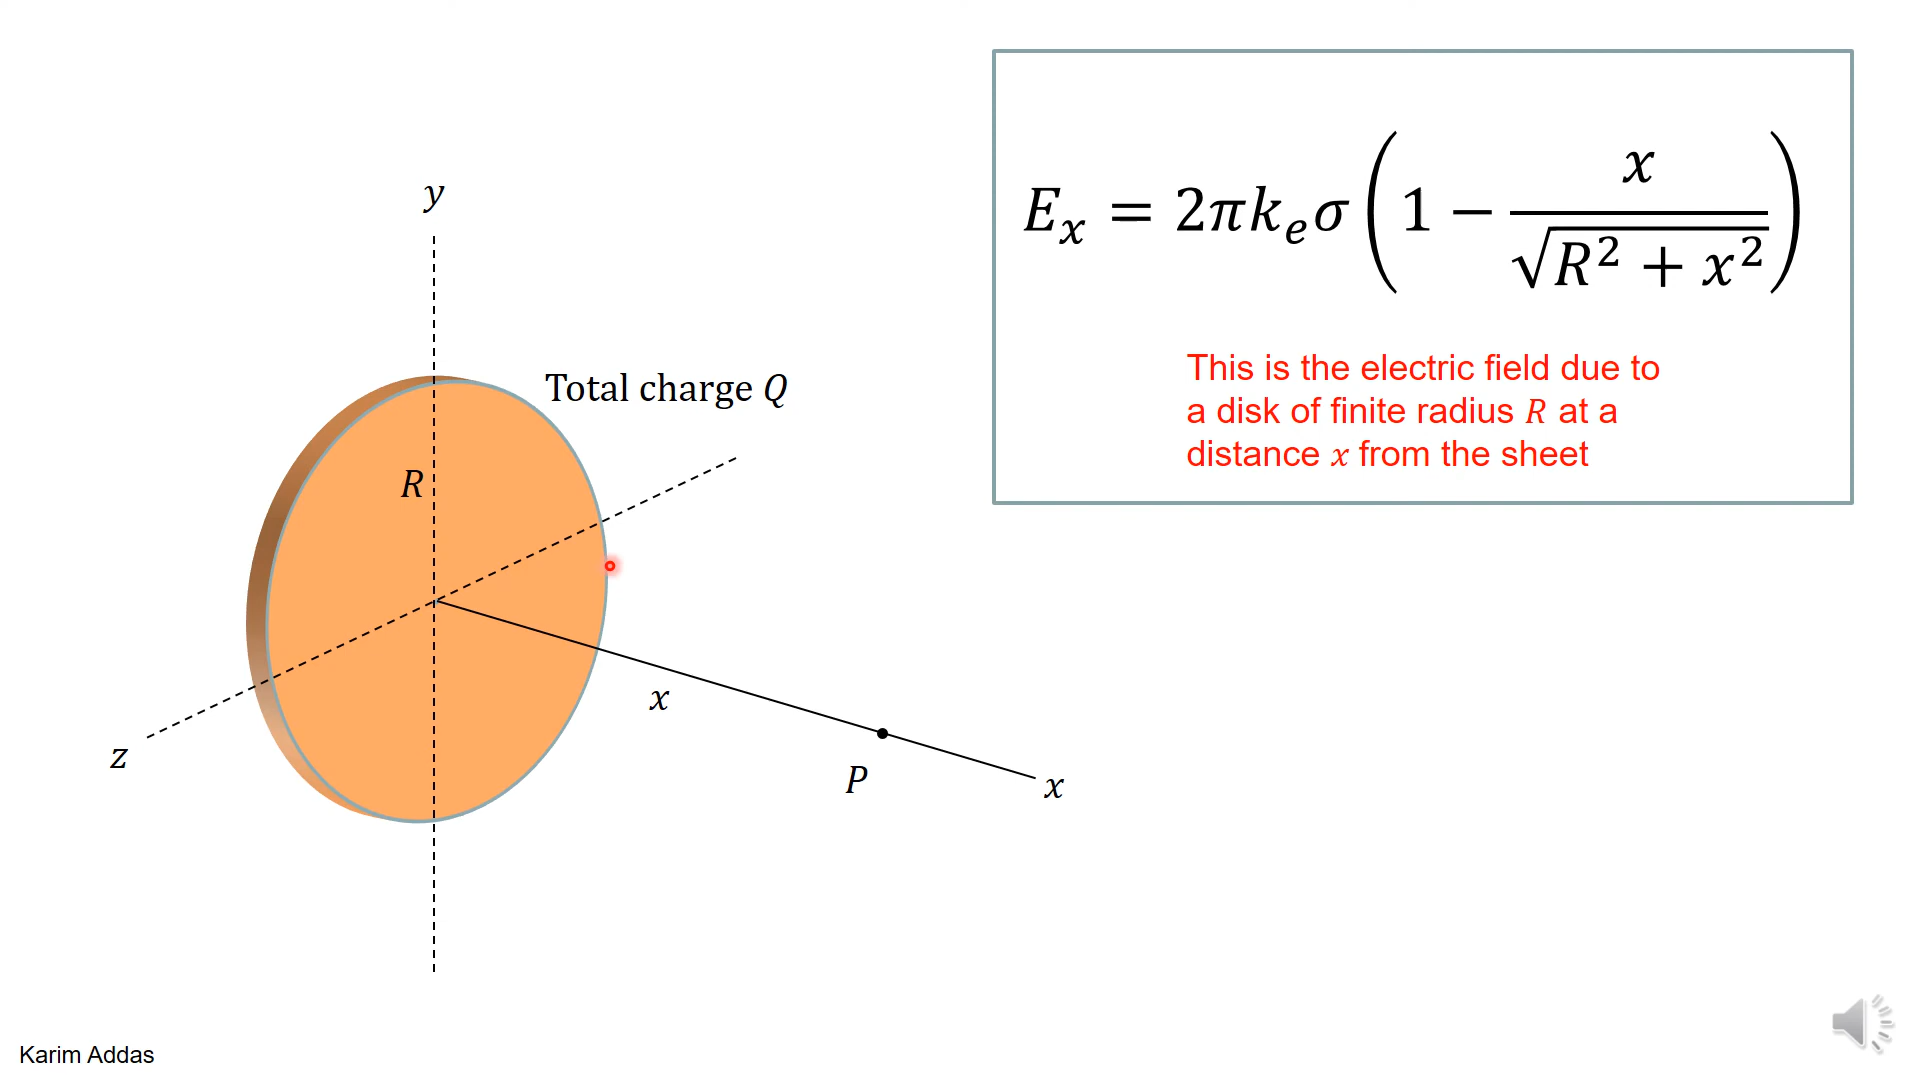 y
Total charge Q
R
x
P
x
z
E_x = 2πk_eσ(1 − x/√(R² + x²))
This is the electric field due to
a disk of finite radius R at a
distance x from the sheet
Karim Addas